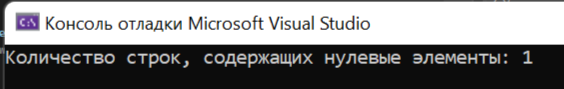 Консоль отладки Microsoft Visual Studio
Количество строк, содержащих нулевые элементы: 1